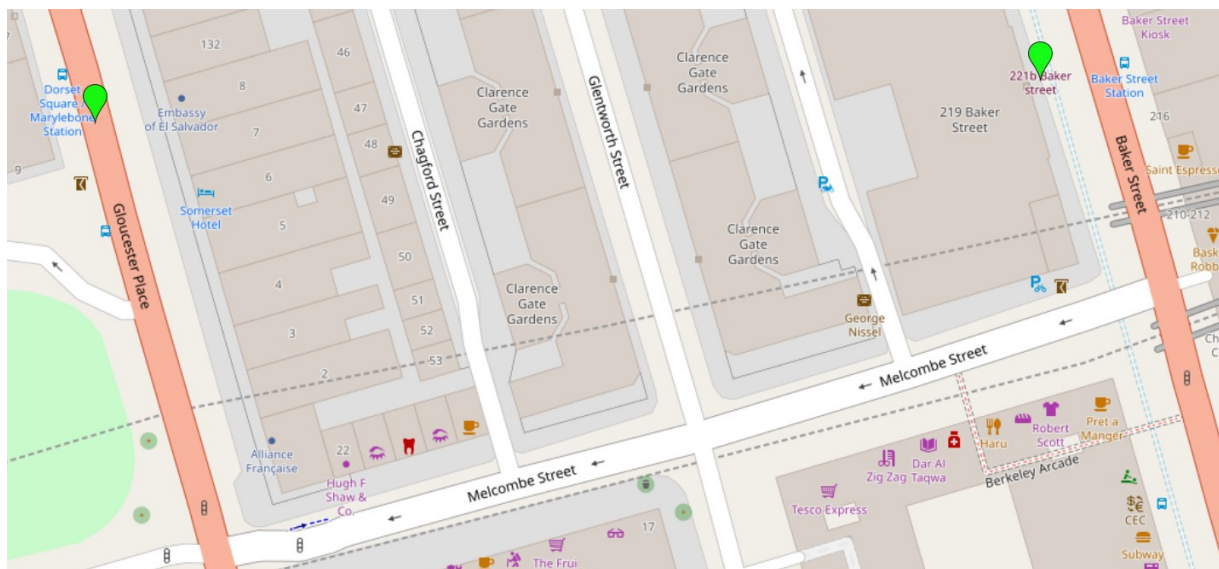 132
46
8
47
7
48
6
49
5
50
4
51
3
52
2
53
22
9
17
Dorset
Square /
Marylebone
Station
Embassy
of El Salvador
Somerset
Hotel
Gloucester Place
Chagford Street
Clarence
Gate
Gardens
Clarence
Gate
Gardens
Glentworth Street
Clarence
Gate
Gardens
Clarence
Gate
Gardens
221b Baker
street
219 Baker
Street
Baker Street
Kiosk
Baker Street
Station
216
Baker Street
Saint Espresso
210-212
George
Nissel
Melcombe Street
Melcombe Street
Alliance
Française
Hugh F
Shaw &
Co.
Haru
Robert
Scott
Pret a
Manger
Zig Zag
Dar Al
Taqwa
Berkeley Arcade
Tesco Express
CEC
Subway
The Frui
P
P